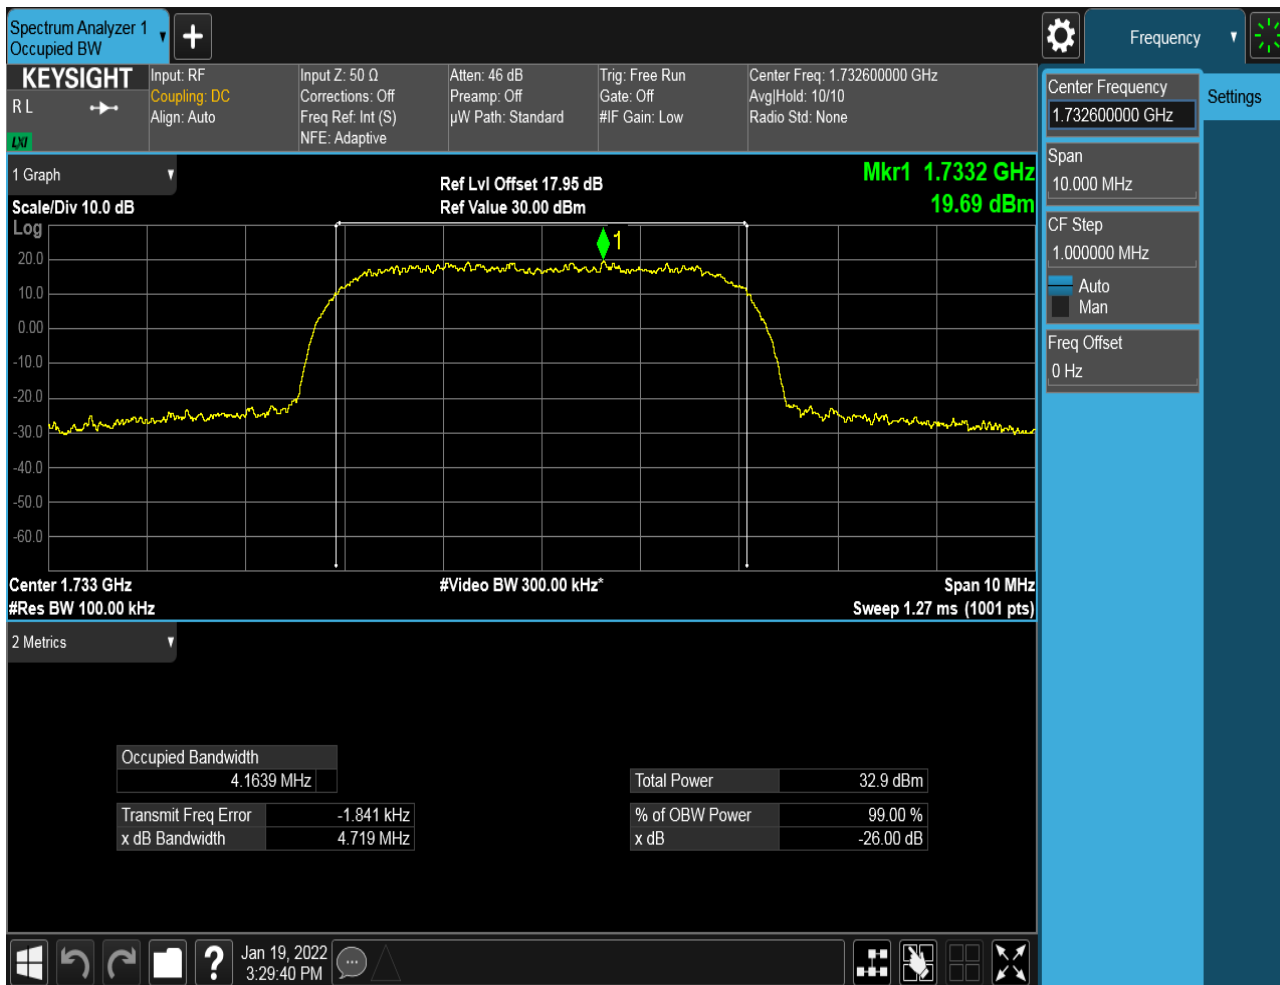 Spectrum Analyzer 1
Occupied BW
Frequency
KEYSIGHT
R L
LXI
Input: RF
Coupling: DC
Align: Auto
Input Z: 50 Ω
Corrections: Off
Freq Ref: Int (S)
NFE: Adaptive
Atten: 46 dB
Preamp: Off
µW Path: Standard
Trig: Free Run
Gate: Off
#IF Gain: Low
Center Freq: 1.732600000 GHz
Avg|Hold: 10/10
Radio Std: None
Center Frequency
1.732600000 GHz
Settings
Span
10.000 MHz
CF Step
1.000000 MHz
Auto
Man
Freq Offset
0 Hz
1 Graph
Scale/Div 10.0 dB
Ref Lvl Offset 17.95 dB
Ref Value 30.00 dBm
Mkr1 1.7332 GHz
19.69 dBm
Log
1
20.0
10.0
0.00
-10.0
-20.0
-30.0
-40.0
-50.0
-60.0
Center 1.733 GHz
#Res BW 100.00 kHz
#Video BW 300.00 kHz*
Span 10 MHz
Sweep 1.27 ms (1001 pts)
2 Metrics
Occupied Bandwidth
4.1639 MHz
Transmit Freq Error -1.841 kHz
x dB Bandwidth 4.719 MHz
Total Power 32.9 dBm
% of OBW Power 99.00 %
x dB -26.00 dB
?
Jan 19, 2022
3:29:40 PM